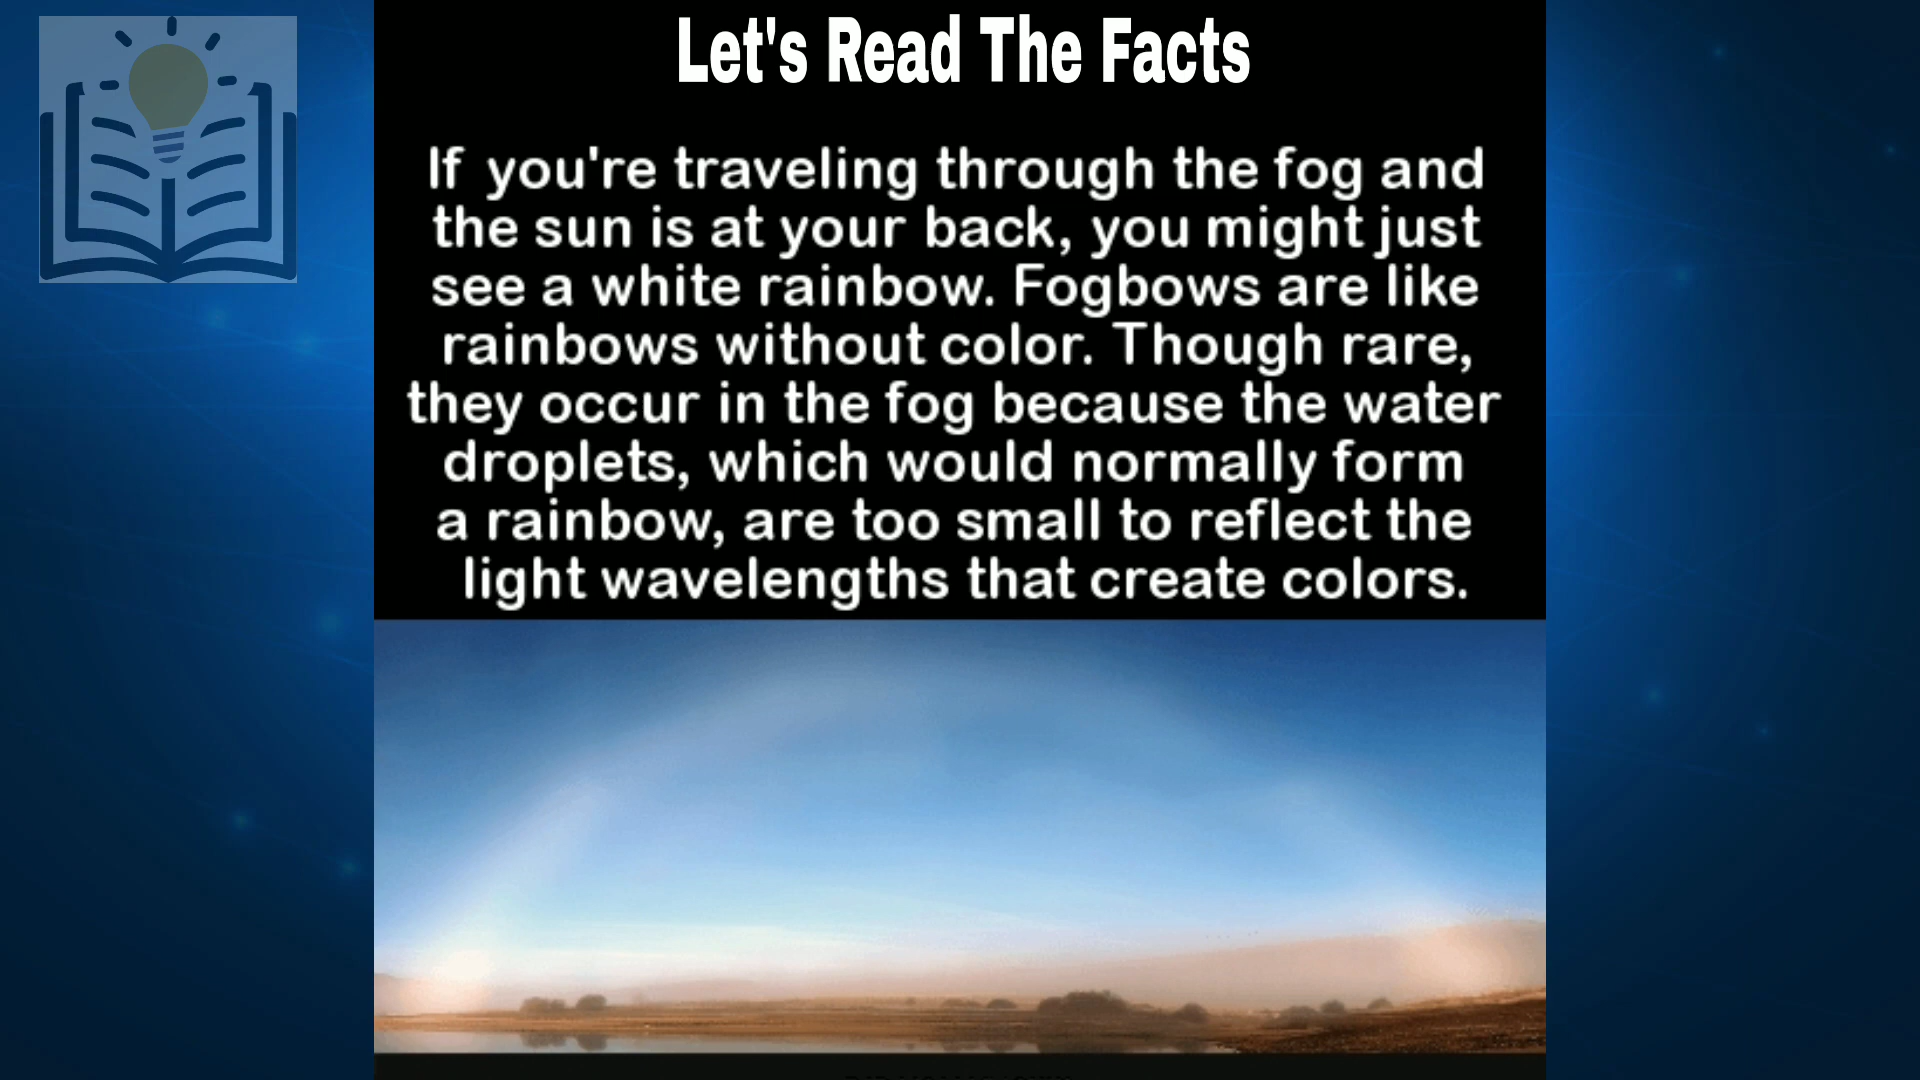 Let's Read The Facts
If you're traveling through the fog and
the sun is at your back, you might just
see a white rainbow. Fogbows are like
rainbows without color. Though rare,
they occur in the fog because the water
droplets, which would normally form
a rainbow, are too small to reflect the
light wavelengths that create colors.